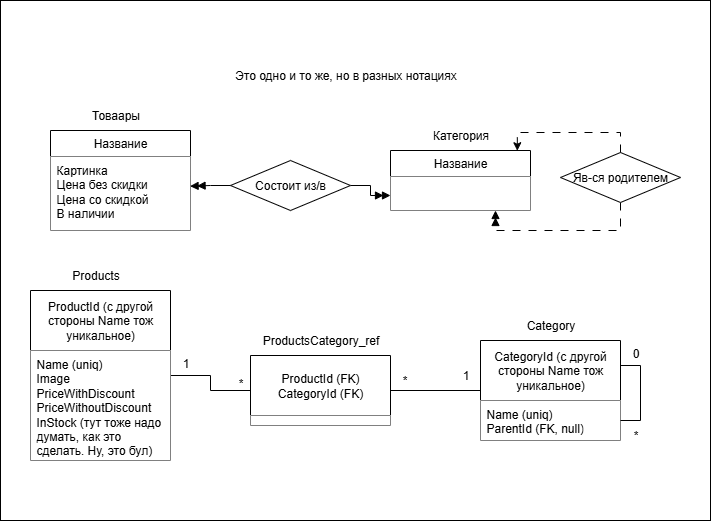 Это одно и то же, но в разных нотациях
Товаары
Название
Картинка
Цена без скидки
Цена со скидкой
В наличии
Состоит из/в
Категория
Название
Яв-ся родителем
Products
ProductId (с другой
стороны Name тож
уникальное)
Name (uniq)
Image
PriceWithDiscount
PriceWithoutDiscount
InStock (тут тоже надо
думать, как это
сделать. Ну, это бул)
1
*
ProductsCategory_ref
ProductId (FK)
CategoryId (FK)
*
1
Category
CategoryId (с другой
стороны Name тож
уникальное)
Name (uniq)
ParentId (FK, null)
0
*